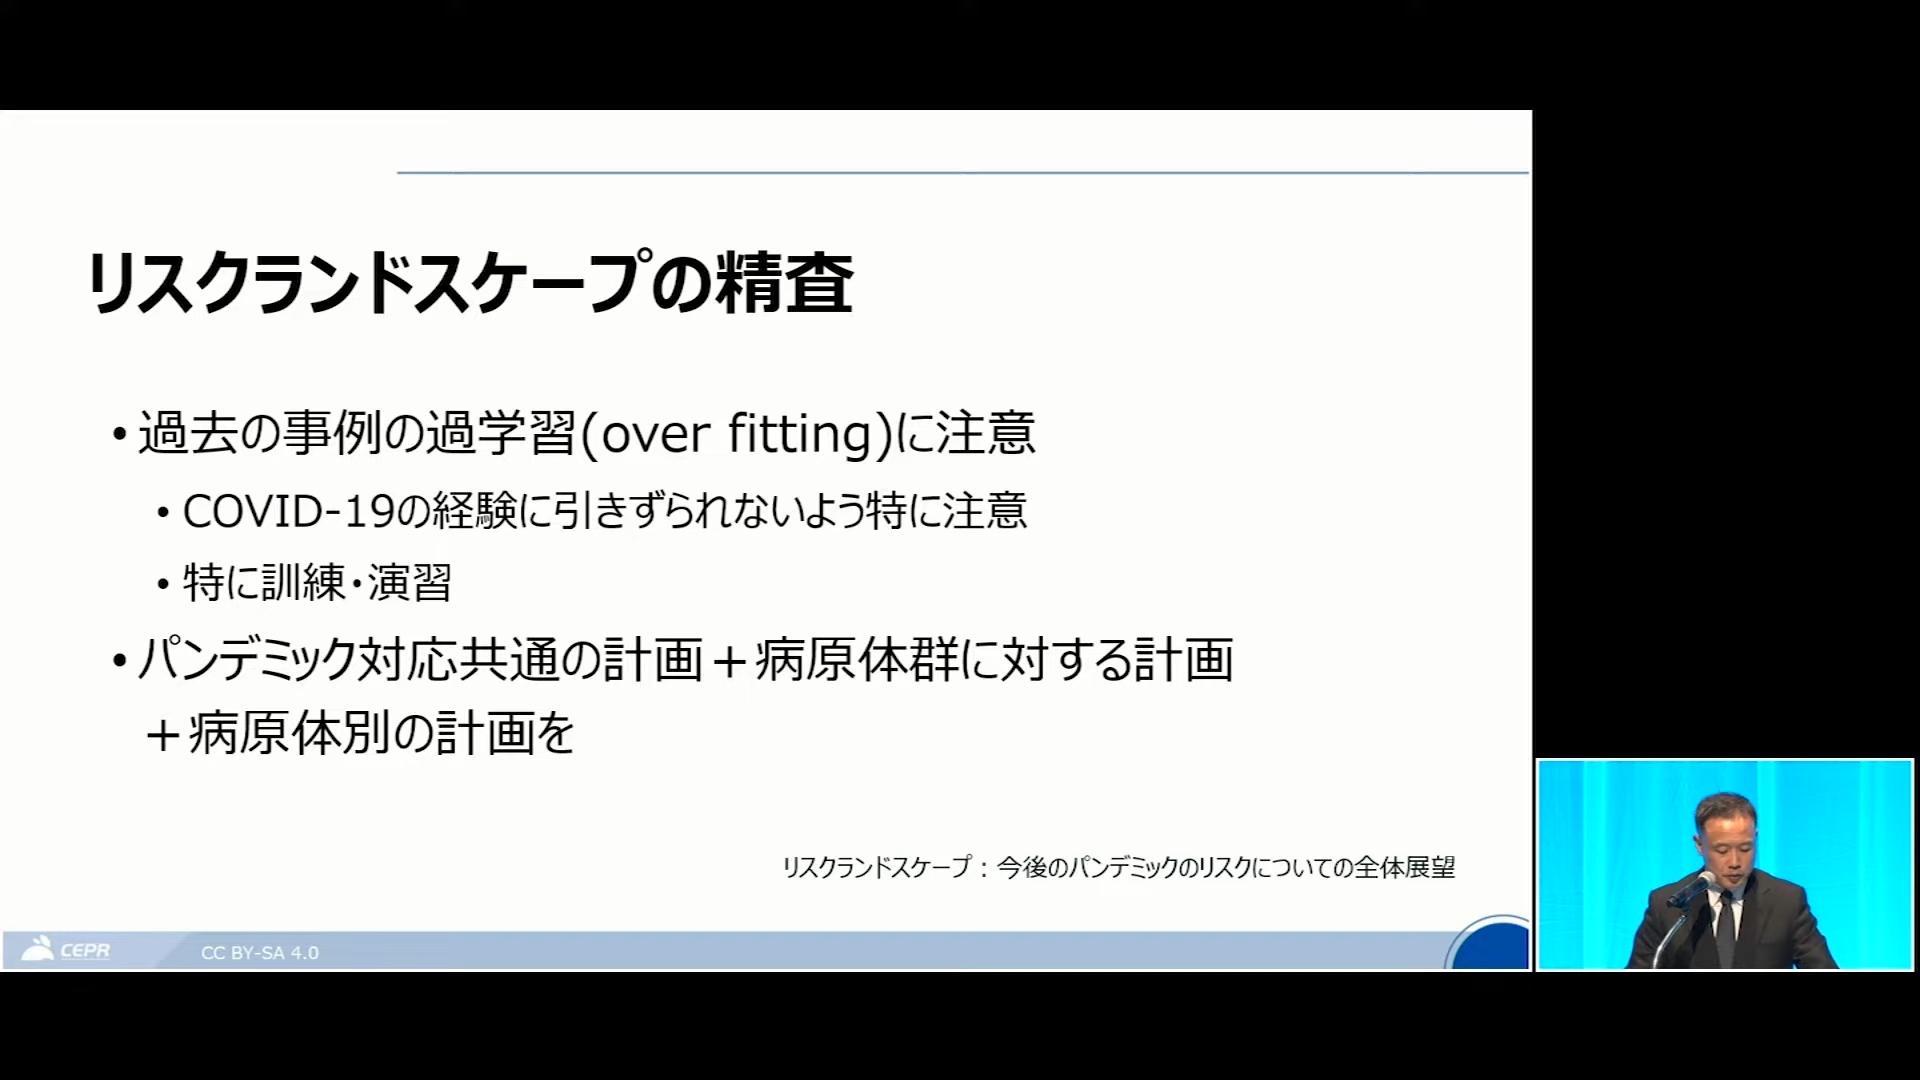 リスクランドスケープの精査
•過去の事例の過学習(over fitting)に注意
•COVID-19の経験に引きずられないよう特に注意
•特に訓練・演習
•パンデミック対応共通の計画＋病原体群に対する計画
＋病原体別の計画を
リスクランドスケープ：今後のパンデミックのリスクについての全体展望
CEPR
CC BY-SA 4.0